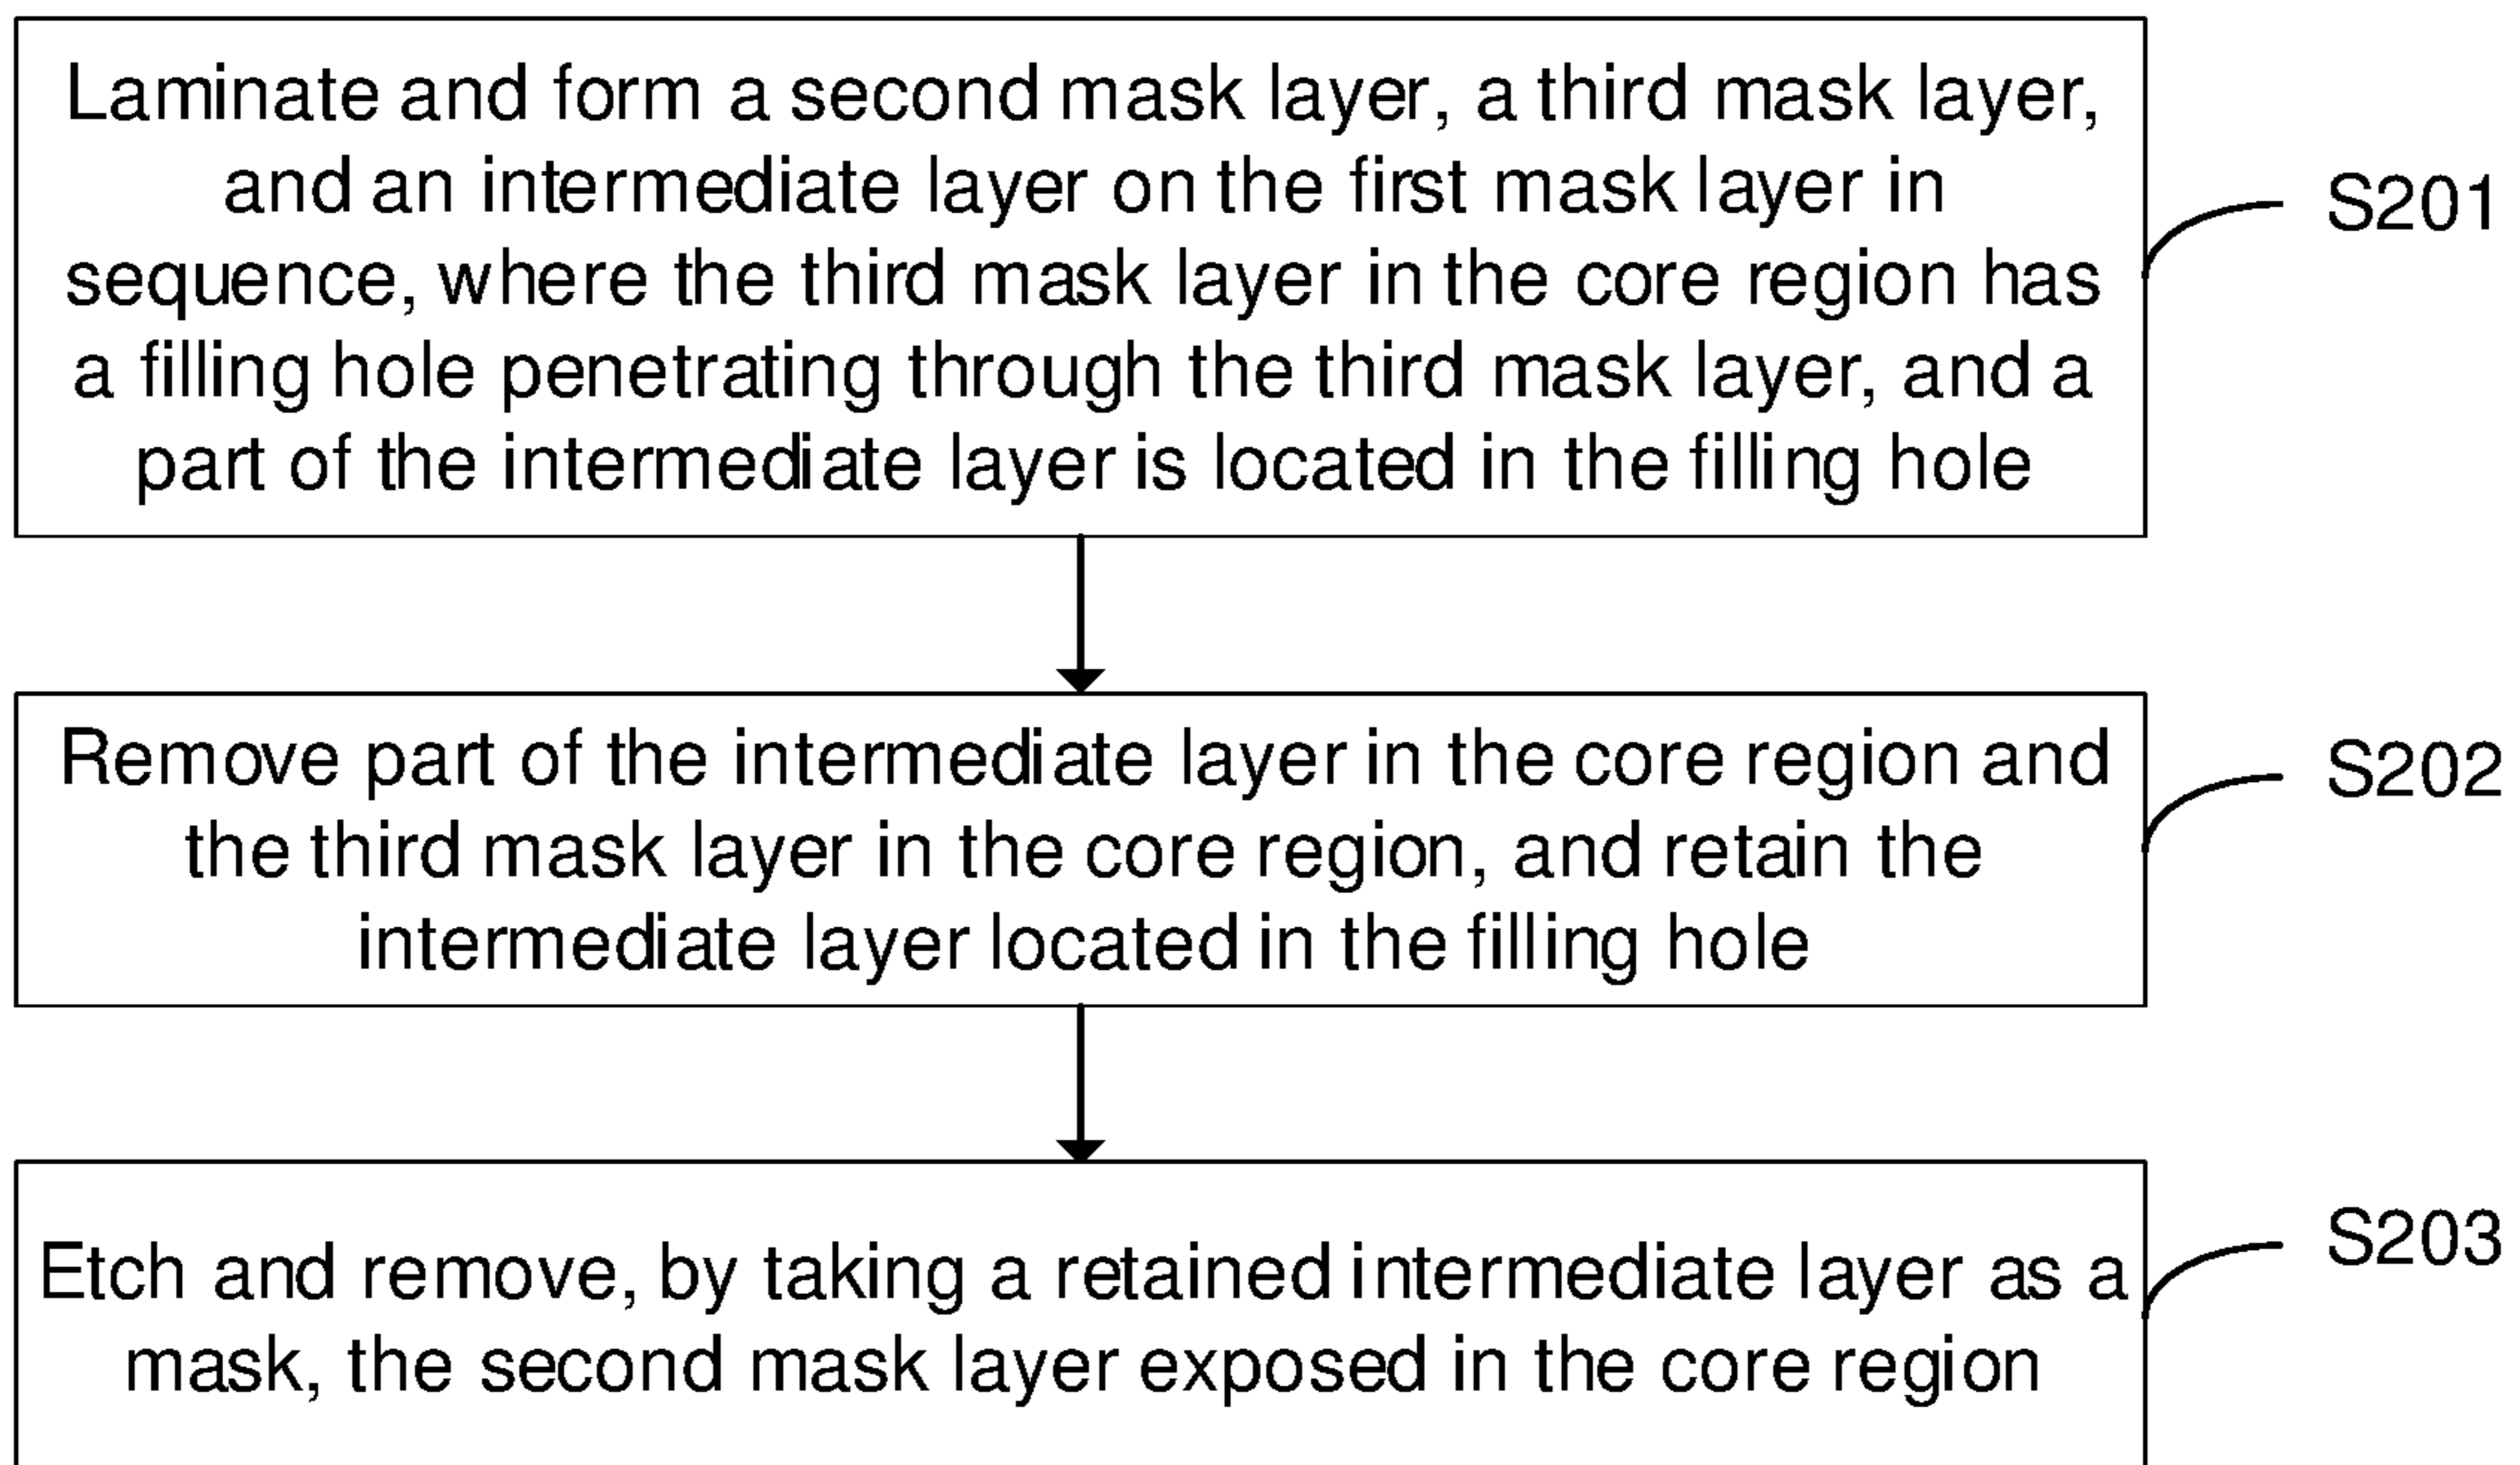 Laminate and form a second mask layer, a third mask layer,
and an intermediate layer on the first mask layer in
sequence, where the third mask layer in the core region has
a filling hole penetrating through the third mask layer, and a
part of the intermediate layer is located in the filling hole
S201
Remove part of the intermediate layer in the core region and
the third mask layer in the core region, and retain the
intermediate layer located in the filling hole
S202
Etch and remove, by taking a retained intermediate layer as a
mask, the second mask layer exposed in the core region
S203